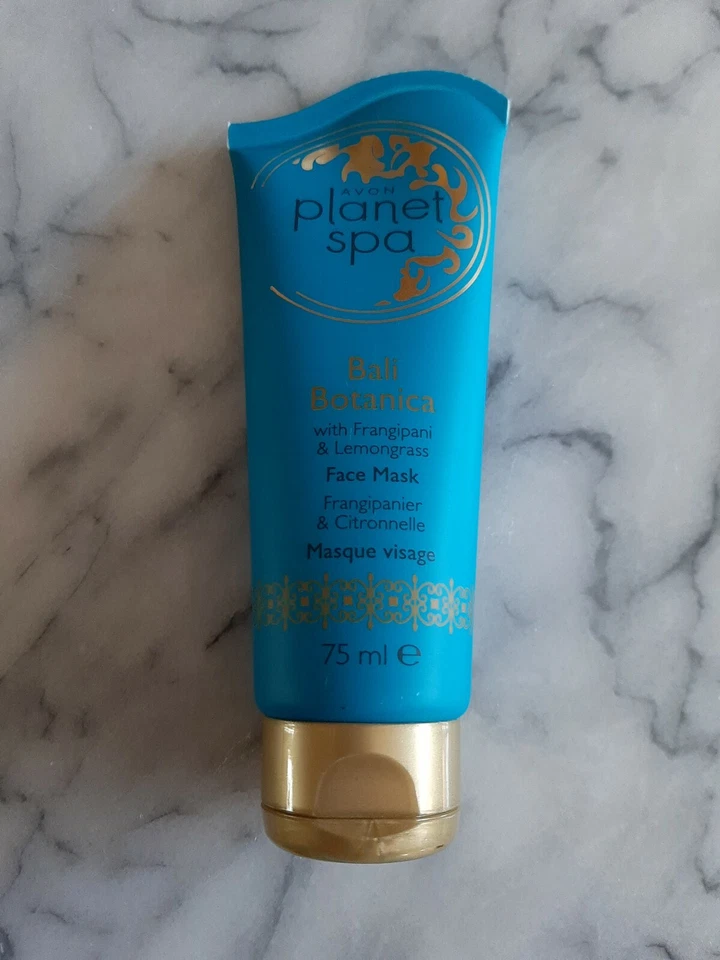 AVON
planet
spa
Bali
Botanica
with Frangipani
& Lemongrass
Face Mask
Frangipanier
& Citronnelle
Masque visage
75 ml ℮